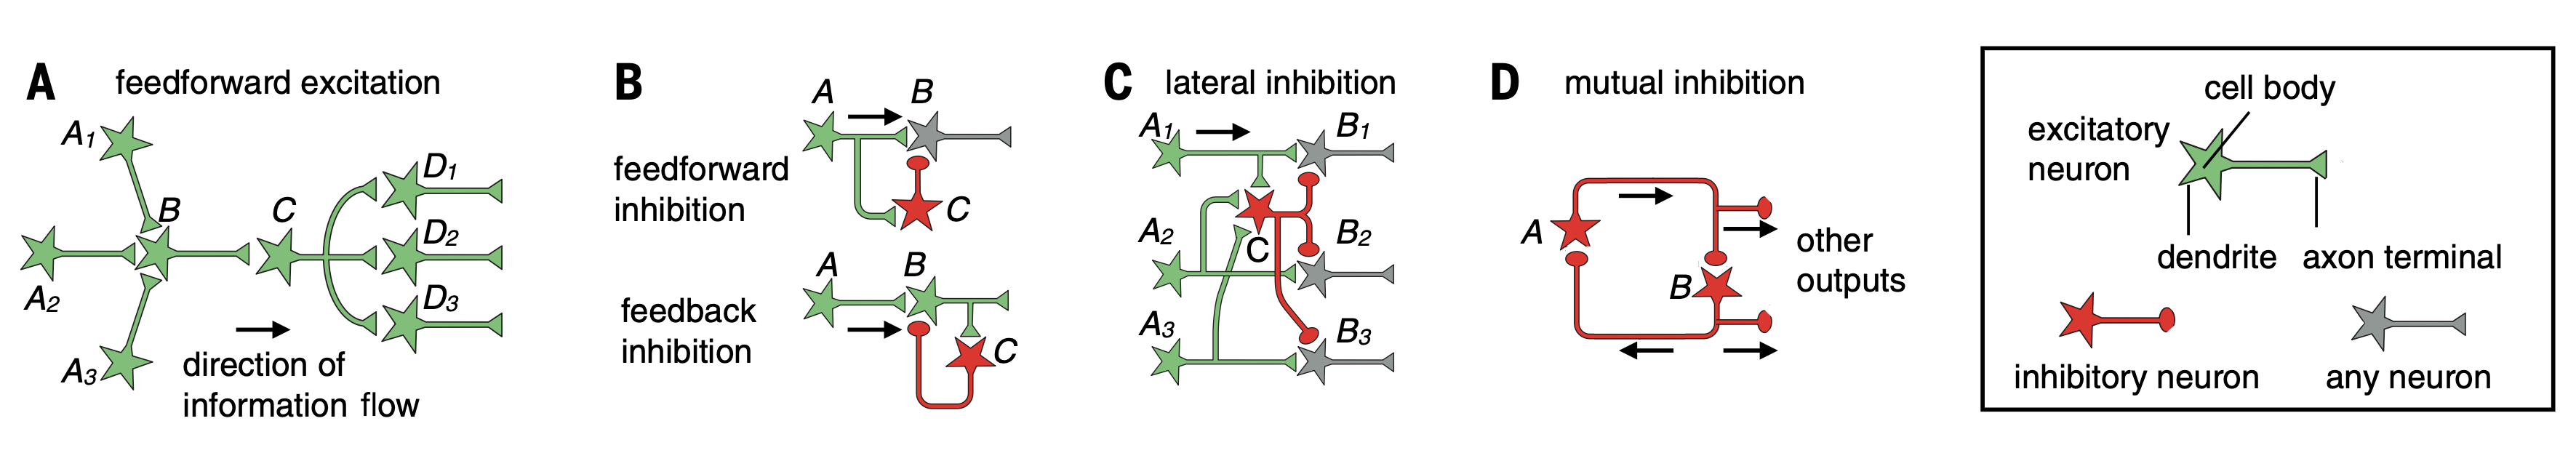 A feedforward excitation
A1
A2
A3
B
C
D1
D2
D3
direction of
information flow
B
feedforward
inhibition
A
B
C
feedback
inhibition
A
B
C
C lateral inhibition
A1
B1
A2
B2
C
A3
B3
D mutual inhibition
A
B
other
outputs
cell body
excitatory
neuron
dendrite
axon terminal
inhibitory neuron
any neuron